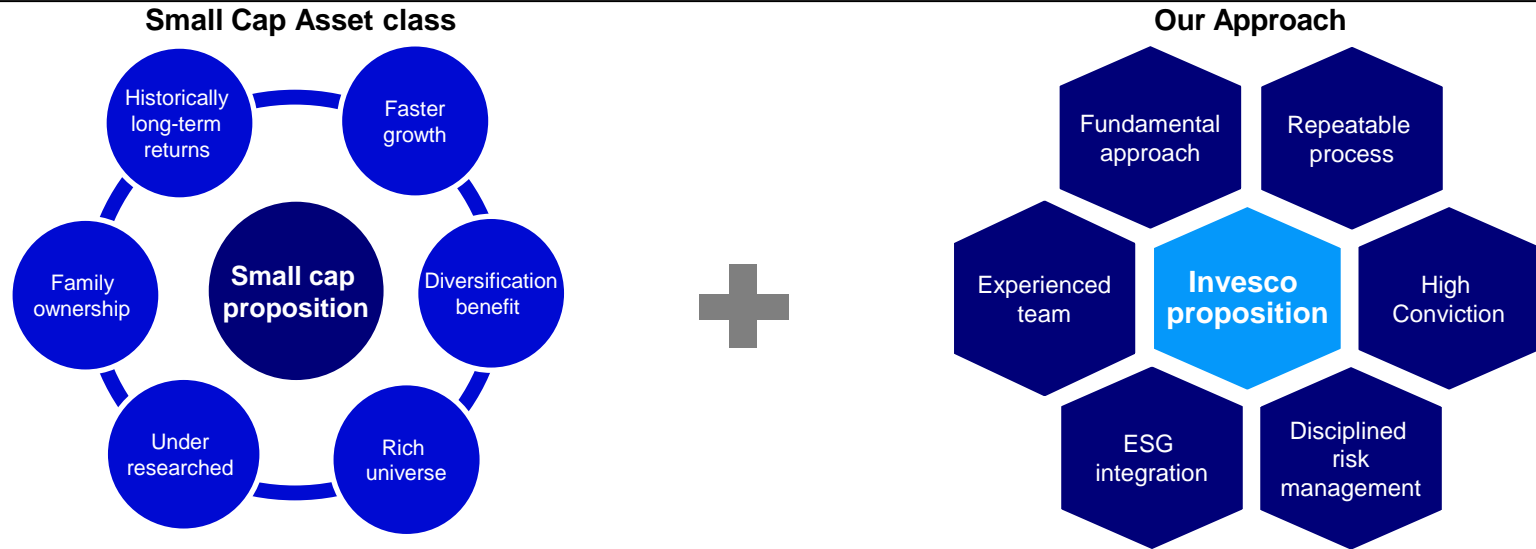 Small Cap Asset class
Historically
long-term
returns
Faster
growth
Family
ownership
Small cap
proposition
Diversification
benefit
Under
researched
Rich
universe
Our Approach
Fundamental
approach
Repeatable
process
Experienced
team
Invesco
proposition
High
Conviction
ESG
integration
Disciplined
risk
management